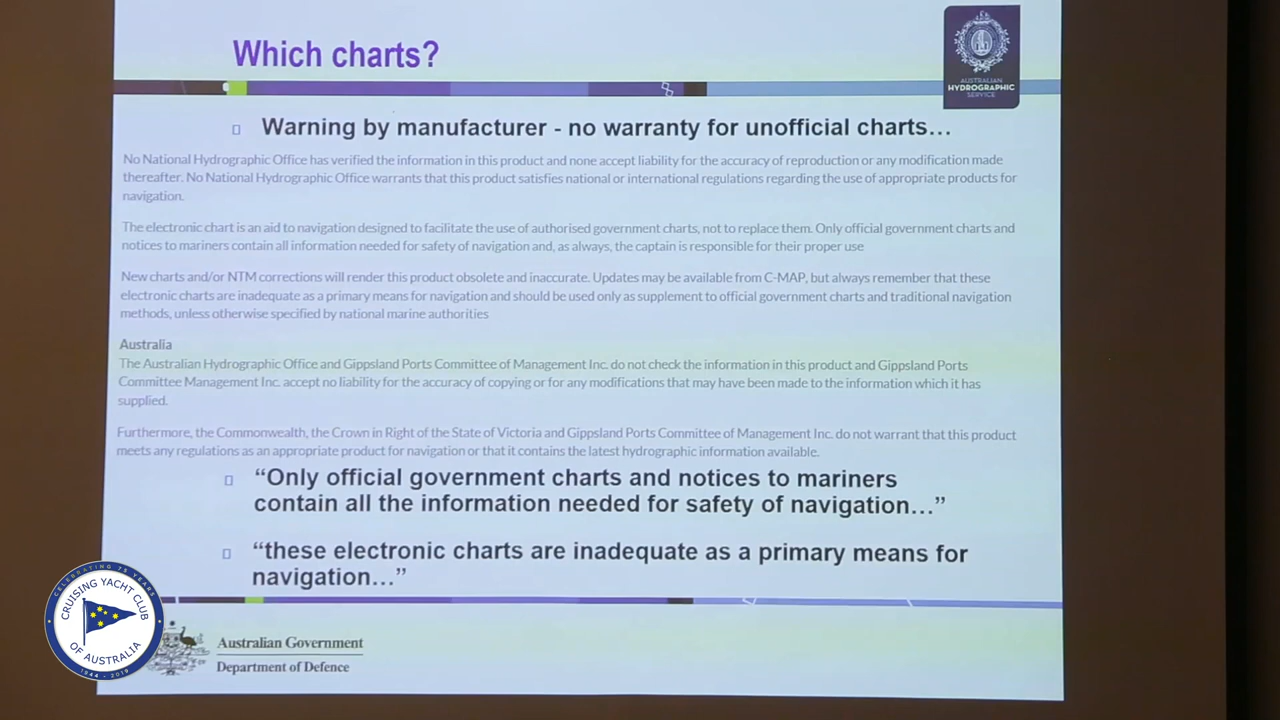 Which charts?
AUSTRALIAN
HYDROGRAPHIC
SERVICE
Warning by manufacturer - no warranty for unofficial charts…
No National Hydrographic Office has verified the information in this product and none accept liability for the accuracy of reproduction or any modification made
thereafter. No National Hydrographic Office warrants that this product satisfies national or international regulations regarding the use of appropriate products for
navigation.
The electronic chart is an aid to navigation designed to facilitate the use of authorised government charts, not to replace them. Only official government charts and
notices to mariners contain all information needed for safety of navigation and, as always, the captain is responsible for their proper use
New charts and/or NTM corrections will render this product obsolete and inaccurate. Updates may be available from C-MAP, but always remember that these
electronic charts are inadequate as a primary means for navigation and should be used only as supplement to official government charts and traditional navigation
methods, unless otherwise specified by national marine authorities
Australia
The Australian Hydrographic Office and Gippsland Ports Committee of Management Inc. do not check the information in this product and Gippsland Ports
Committee Management Inc. accept no liability for the accuracy of copying or for any modifications that may have been made to the information which it has
supplied.
Furthermore, the Commonwealth, the Crown in Right of the State of Victoria and Gippsland Ports Committee of Management Inc. do not warrant that this product
meets any regulations as an appropriate product for navigation or that it contains the latest hydrographic information available.
“Only official government charts and notices to mariners
contain all the information needed for safety of navigation…”
“these electronic charts are inadequate as a primary means for
navigation…”
CELEBRATING 75 YEARS
CRUISING YACHT CLUB
OF AUSTRALIA
1944 - 2019
Australian Government
Department of Defence